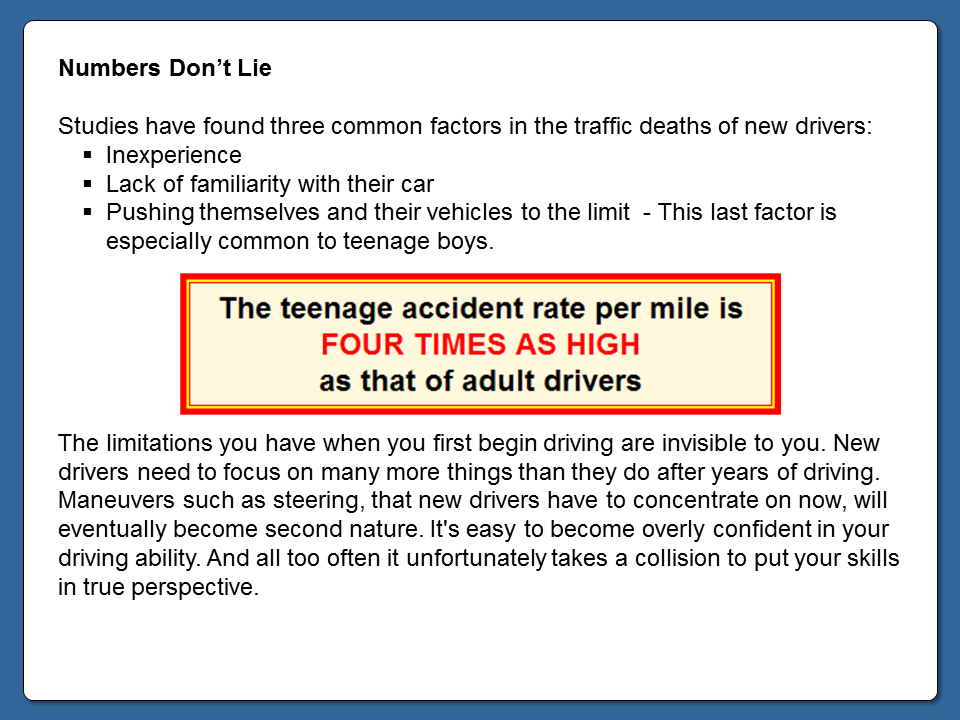 Numbers Don’t Lie
Studies have found three common factors in the traffic deaths of new drivers:
▪ Inexperience
▪ Lack of familiarity with their car
▪ Pushing themselves and their vehicles to the limit  - This last factor is
especially common to teenage boys.
The teenage accident rate per mile is
FOUR TIMES AS HIGH
as that of adult drivers
The limitations you have when you first begin driving are invisible to you. New
drivers need to focus on many more things than they do after years of driving.
Maneuvers such as steering, that new drivers have to concentrate on now, will
eventually become second nature. It's easy to become overly confident in your
driving ability. And all too often it unfortunately takes a collision to put your skills
in true perspective.